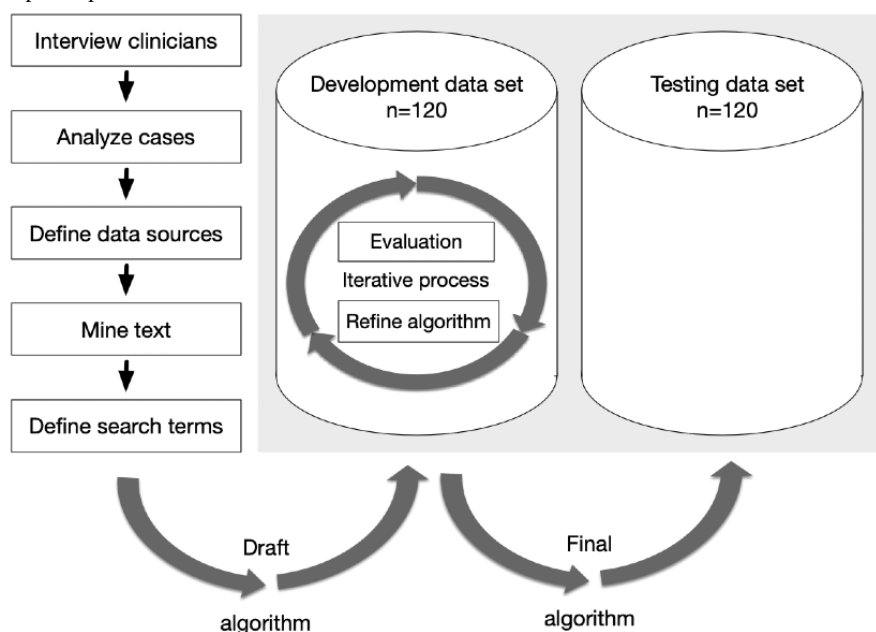 Interview clinicians
Analyze cases
Define data sources
Mine text
Define search terms
Development data set
n=120
Evaluation
Iterative process
Refine algorithm
Testing data set
n=120
Draft
algorithm
Final
algorithm